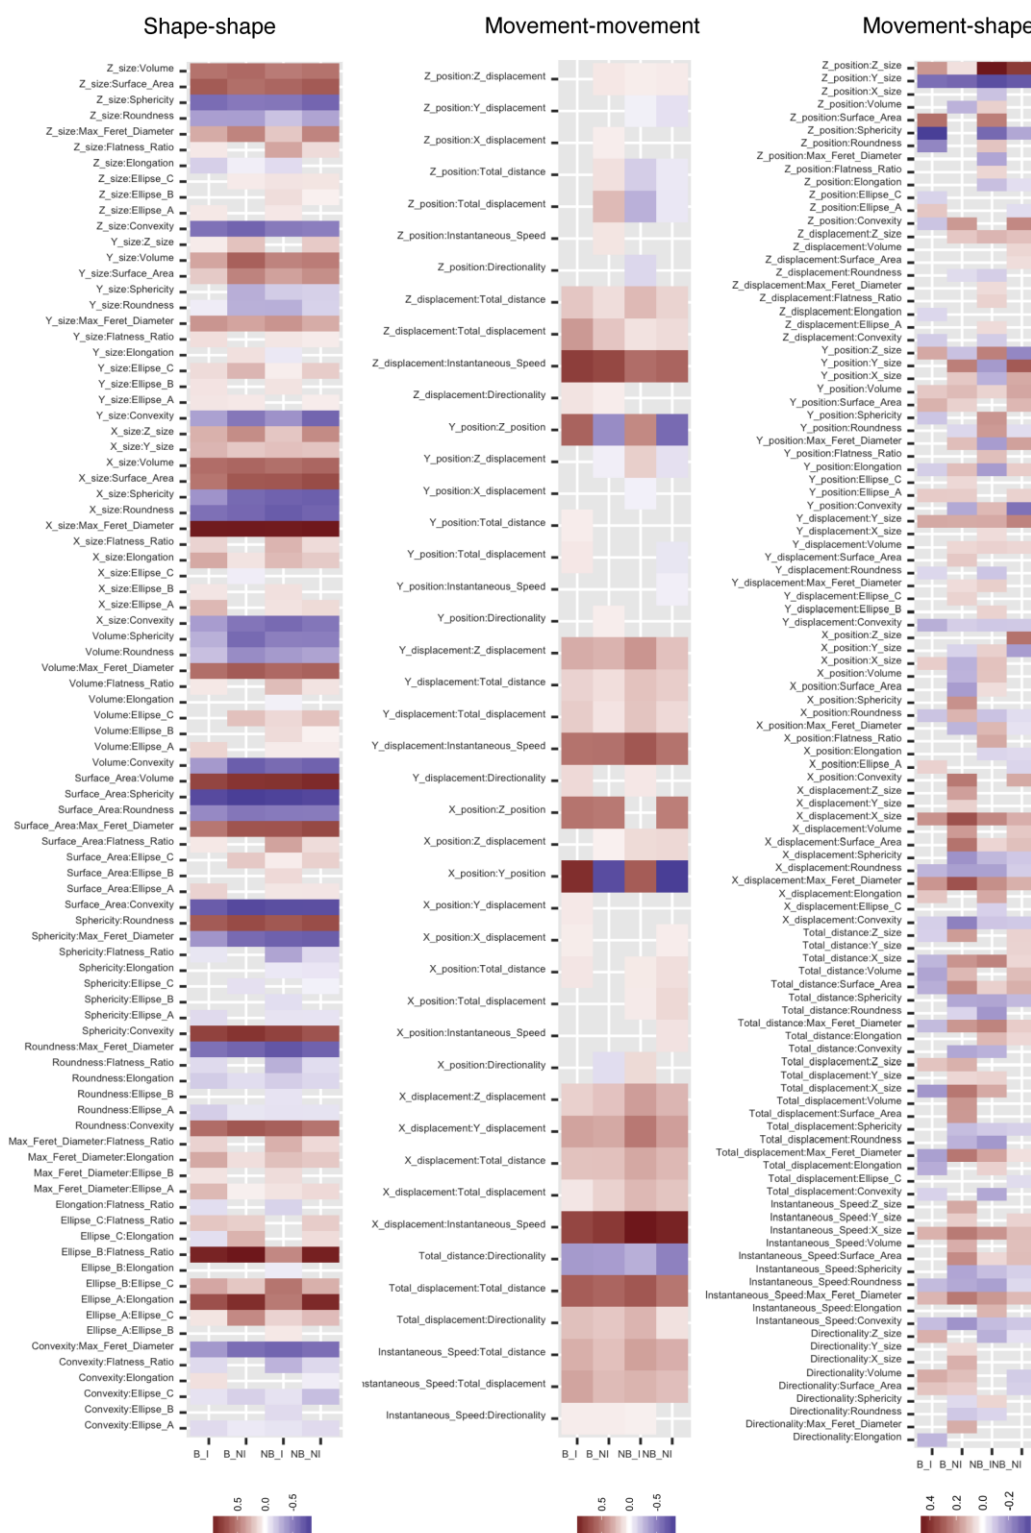 Shape-shape
Z_size:Volume
Z_size:Surface_Area
Z_size:Sphericity
Z_size:Roundness
Z_size:Max_Feret_Diameter
Z_size:Flatness_Ratio
Z_size:Elongation
Z_size:Ellipse_C
Z_size:Ellipse_B
Z_size:Ellipse_A
Z_size:Convexity
Y_size:Z_size
Y_size:Volume
Y_size:Surface_Area
Y_size:Sphericity
Y_size:Roundness
Y_size:Max_Feret_Diameter
Y_size:Flatness_Ratio
Y_size:Elongation
Y_size:Ellipse_C
Y_size:Ellipse_B
Y_size:Ellipse_A
Y_size:Convexity
X_size:Z_size
X_size:Y_size
X_size:Volume
X_size:Surface_Area
X_size:Sphericity
X_size:Roundness
X_size:Max_Feret_Diameter
X_size:Flatness_Ratio
X_size:Elongation
X_size:Ellipse_C
X_size:Ellipse_B
X_size:Ellipse_A
X_size:Convexity
Volume:Sphericity
Volume:Roundness
Volume:Max_Feret_Diameter
Volume:Flatness_Ratio
Volume:Elongation
Volume:Ellipse_C
Volume:Ellipse_B
Volume:Ellipse_A
Volume:Convexity
Surface_Area:Volume
Surface_Area:Sphericity
Surface_Area:Roundness
Surface_Area:Max_Feret_Diameter
Surface_Area:Flatness_Ratio
Surface_Area:Ellipse_C
Surface_Area:Ellipse_B
Surface_Area:Ellipse_A
Surface_Area:Convexity
Sphericity:Roundness
Sphericity:Max_Feret_Diameter
Sphericity:Flatness_Ratio
Sphericity:Elongation
Sphericity:Ellipse_C
Sphericity:Ellipse_B
Sphericity:Ellipse_A
Sphericity:Convexity
Roundness:Max_Feret_Diameter
Roundness:Flatness_Ratio
Roundness:Elongation
Roundness:Ellipse_B
Roundness:Ellipse_A
Roundness:Convexity
Max_Feret_Diameter:Flatness_Ratio
Max_Feret_Diameter:Elongation
Max_Feret_Diameter:Ellipse_B
Max_Feret_Diameter:Ellipse_A
Elongation:Flatness_Ratio
Ellipse_C:Flatness_Ratio
Ellipse_C:Elongation
Ellipse_B:Flatness_Ratio
Ellipse_B:Elongation
Ellipse_B:Ellipse_C
Ellipse_A:Elongation
Ellipse_A:Ellipse_C
Ellipse_A:Ellipse_B
Convexity:Max_Feret_Diameter
Convexity:Flatness_Ratio
Convexity:Elongation
Convexity:Ellipse_C
Convexity:Ellipse_B
Convexity:Ellipse_A
B_I B_NI NB_I NB_NI
0.5 0.0 -0.5
Movement-movement
Z_position:Z_displacement
Z_position:Y_displacement
Z_position:X_displacement
Z_position:Total_distance
Z_position:Total_displacement
Z_position:Instantaneous_Speed
Z_position:Directionality
Z_displacement:Total_distance
Z_displacement:Total_displacement
Z_displacement:Instantaneous_Speed
Z_displacement:Directionality
Y_position:Z_position
Y_position:Z_displacement
Y_position:X_displacement
Y_position:Total_distance
Y_position:Total_displacement
Y_position:Instantaneous_Speed
Y_position:Directionality
Y_displacement:Z_displacement
Y_displacement:Total_distance
Y_displacement:Total_displacement
Y_displacement:Instantaneous_Speed
Y_displacement:Directionality
X_position:Z_position
X_position:Z_displacement
X_position:Y_position
X_position:Y_displacement
X_position:X_displacement
X_position:Total_distance
X_position:Total_displacement
X_position:Instantaneous_Speed
X_position:Directionality
X_displacement:Z_displacement
X_displacement:Y_displacement
X_displacement:Total_distance
X_displacement:Total_displacement
X_displacement:Instantaneous_Speed
Total_distance:Directionality
Total_displacement:Total_distance
Total_displacement:Directionality
Instantaneous_Speed:Total_distance
nstantaneous_Speed:Total_displacement
Instantaneous_Speed:Directionality
B_I B_NI NB_I NB_NI
0.5 0.0 -0.5
Movement-shape
Z_position:Z_size
Z_position:Y_size
Z_position:X_size
Z_position:Volume
Z_position:Surface_Area
Z_position:Sphericity
Z_position:Roundness
Z_position:Max_Feret_Diameter
Z_position:Flatness_Ratio
Z_position:Elongation
Z_position:Ellipse_C
Z_position:Ellipse_A
Z_position:Convexity
Z_displacement:Z_size
Z_displacement:Volume
Z_displacement:Surface_Area
Z_displacement:Roundness
Z_displacement:Max_Feret_Diameter
Z_displacement:Flatness_Ratio
Z_displacement:Elongation
Z_displacement:Ellipse_A
Z_displacement:Convexity
Y_position:Z_size
Y_position:Y_size
Y_position:X_size
Y_position:Volume
Y_position:Surface_Area
Y_position:Sphericity
Y_position:Roundness
Y_position:Max_Feret_Diameter
Y_position:Flatness_Ratio
Y_position:Elongation
Y_position:Ellipse_C
Y_position:Ellipse_A
Y_position:Convexity
Y_displacement:Y_size
Y_displacement:X_size
Y_displacement:Volume
Y_displacement:Surface_Area
Y_displacement:Roundness
Y_displacement:Max_Feret_Diameter
Y_displacement:Ellipse_C
Y_displacement:Ellipse_B
Y_displacement:Convexity
X_position:Z_size
X_position:Y_size
X_position:X_size
X_position:Volume
X_position:Surface_Area
X_position:Sphericity
X_position:Roundness
X_position:Max_Feret_Diameter
X_position:Flatness_Ratio
X_position:Elongation
X_position:Ellipse_A
X_position:Convexity
X_displacement:Z_size
X_displacement:Y_size
X_displacement:X_size
X_displacement:Volume
X_displacement:Surface_Area
X_displacement:Sphericity
X_displacement:Roundness
X_displacement:Max_Feret_Diameter
X_displacement:Elongation
X_displacement:Ellipse_C
X_displacement:Convexity
Total_distance:Z_size
Total_distance:Y_size
Total_distance:X_size
Total_distance:Volume
Total_distance:Surface_Area
Total_distance:Sphericity
Total_distance:Roundness
Total_distance:Max_Feret_Diameter
Total_distance:Elongation
Total_distance:Convexity
Total_displacement:Z_size
Total_displacement:Y_size
Total_displacement:X_size
Total_displacement:Volume
Total_displacement:Surface_Area
Total_displacement:Sphericity
Total_displacement:Roundness
Total_displacement:Max_Feret_Diameter
Total_displacement:Elongation
Total_displacement:Ellipse_C
Total_displacement:Convexity
Instantaneous_Speed:Z_size
Instantaneous_Speed:Y_size
Instantaneous_Speed:X_size
Instantaneous_Speed:Volume
Instantaneous_Speed:Surface_Area
Instantaneous_Speed:Sphericity
Instantaneous_Speed:Roundness
Instantaneous_Speed:Max_Feret_Diameter
Instantaneous_Speed:Elongation
Instantaneous_Speed:Convexity
Directionality:Z_size
Directionality:Y_size
Directionality:X_size
Directionality:Volume
Directionality:Surface_Area
Directionality:Sphericity
Directionality:Roundness
Directionality:Max_Feret_Diameter
Directionality:Elongation
B_I B_NI NB_I NB_NI
0.4 0.2 0.0 -0.2